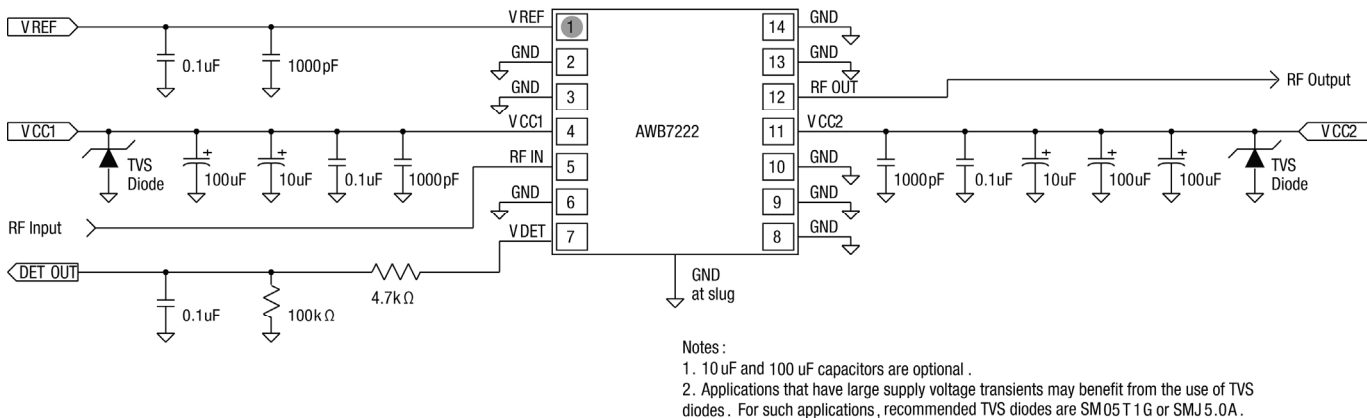 VREF
VREF
1
14
GND
0.1uF
1000pF
GND
2
13
GND
GND
3
12
RF OUT
RF Output
VCC1
VCC1
4
AWB7222
11
VCC2
VCC2
TVS
Diode
100uF
10uF
0.1uF
1000pF
RF IN
5
10
GND
1000pF
0.1uF
10uF
100uF
100uF
TVS
Diode
GND
6
9
GND
RF Input
VDET
7
8
GND
DET OUT
0.1uF
100kΩ
4.7kΩ
GND
at slug
Notes:
1. 10uF and 100 uF capacitors are optional.
2. Applications that have large supply voltage transients may benefit from the use of TVS
diodes. For such applications, recommended TVS diodes are SM05T1G or SMJ5.0A.